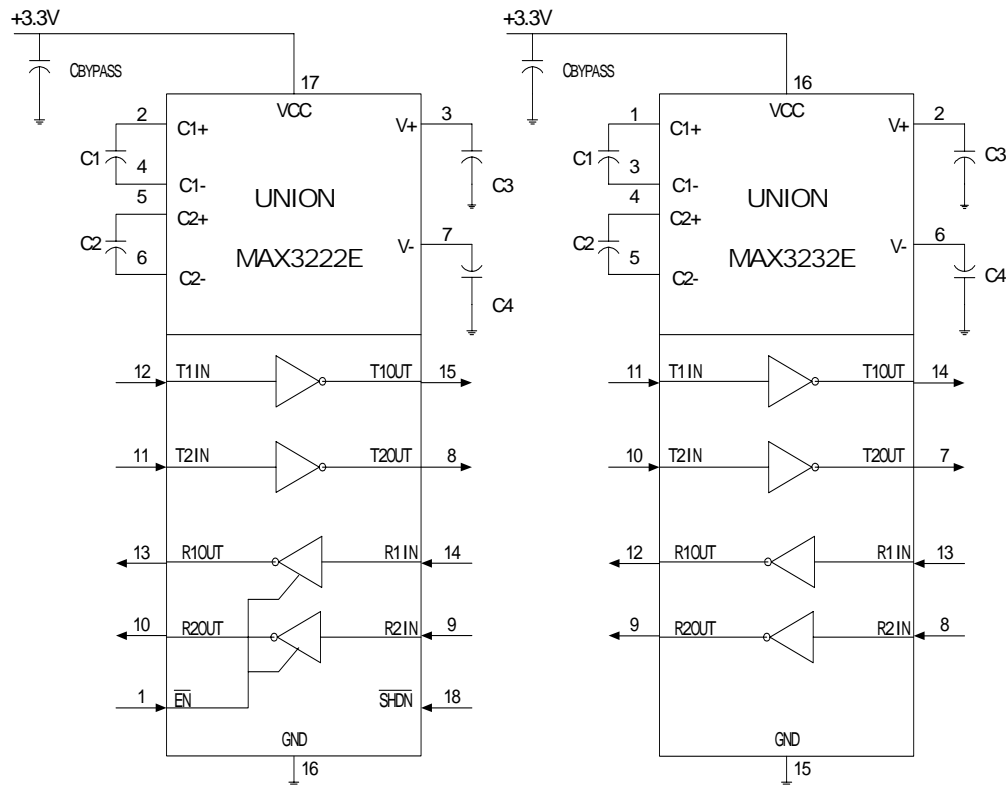 +3.3V
CBYPASS
17
VCC
2
C1+
V+
3
C1
4
C1-
C3
5
UNION
C2+
C2
V-
7
6
MAX3222E
C2-
C4
12
T1IN
T1OUT
15
11
T2IN
T2OUT
8
13
R1OUT
R1IN
14
10
R2OUT
R2IN
9
1
EN
SHDN
18
GND
16
+3.3V
CBYPASS
16
VCC
1
C1+
V+
2
C1
3
C1-
C3
4
UNION
C2+
C2
V-
6
5
MAX3232E
C2-
C4
11
T1IN
T1OUT
14
10
T2IN
T2OUT
7
12
R1OUT
R1IN
13
9
R2OUT
R2IN
8
GND
15